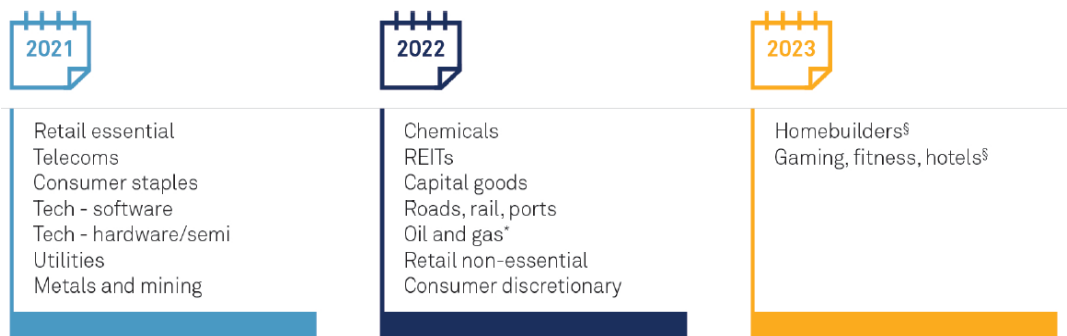 2021
Retail essential
Telecoms
Consumer staples
Tech - software
Tech - hardware/semi
Utilities
Metals and mining
2022
Chemicals
REITs
Capital goods
Roads, rail, ports
Oil and gas*
Retail non-essential
Consumer discretionary
2023
Homebuilders§
Gaming, fitness, hotels§